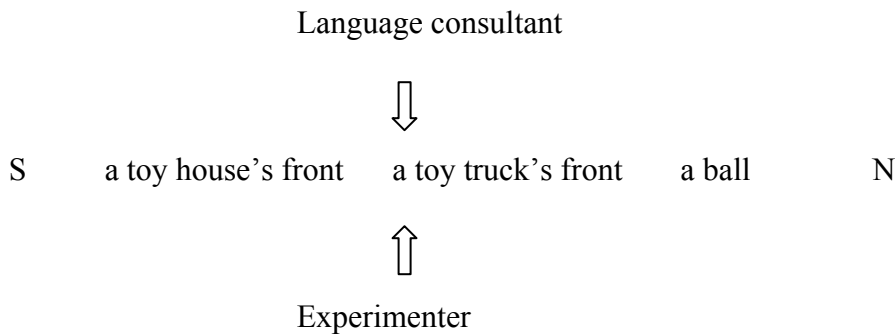 Language consultant
S a toy house’s front a toy truck’s front a ball N
Experimenter